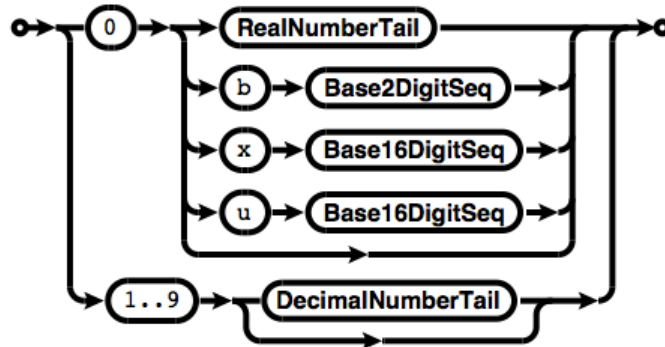 0 RealNumberTail
b Base2DigitSeq
x Base16DigitSeq
u Base16DigitSeq
1..9 DecimalNumberTail